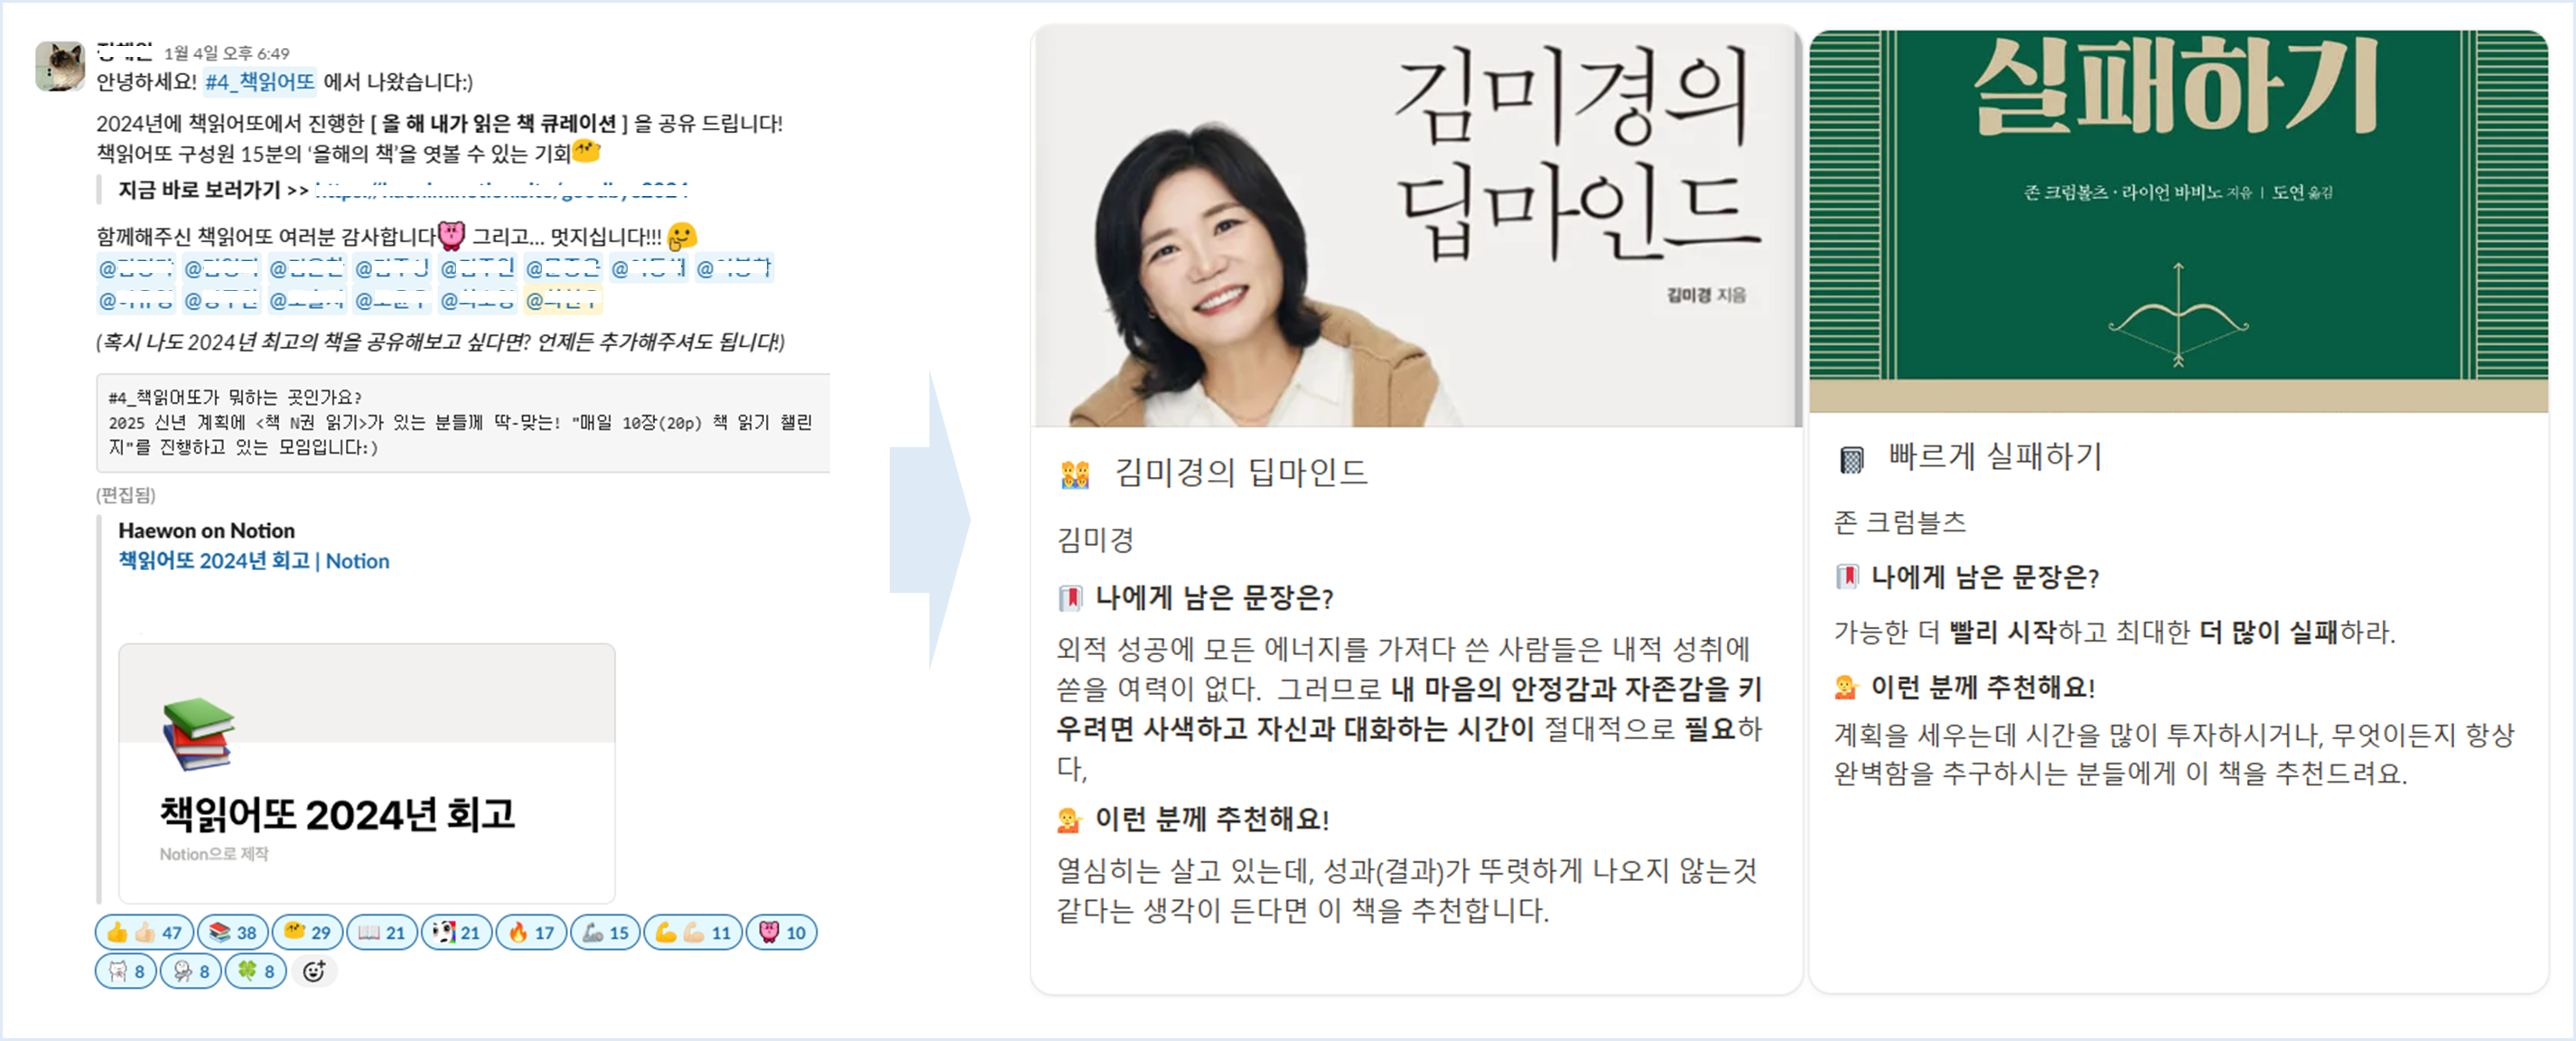 1월 4일 오후 6:49
안녕하세요! #4_책읽어또 에서 나왔습니다:)
2024년에 책읽어또에서 진행한 [ 올 해 내가 읽은 책 큐레이션 ] 을 공유 드립니다!
책읽어또 구성원 15분의 ‘올해의 책’을 엿볼 수 있는 기회
지금 바로 보러가기 >>
함께해주신 책읽어또 여러분 감사합니다 그리고... 멋지십니다!!!
(혹시 나도 2024년 최고의 책을 공유해보고 싶다면? 언제든 추가해주셔도 됩니다!)
#4_책읽어또가 뭐하는 곳인가요?
2025 신년 계획에 <책 N권 읽기>가 있는 분들께 딱-맞는! "매일 10장(20p) 책 읽기 챌린
지"를 진행하고 있는 모임입니다:)
(편집됨)
Haewon on Notion
책읽어또 2024년 회고 | Notion
책읽어또 2024년 회고
Notion으로 제작
47 38 29 21 21 17 15 11 10
8 8 8
김미경의
딥마인드
김미경 지음
김미경의 딥마인드
김미경
나에게 남은 문장은?
외적 성공에 모든 에너지를 가져다 쓴 사람들은 내적 성취에
쏟을 여력이 없다. 그러므로 내 마음의 안정감과 자존감을 키
우려면 사색하고 자신과 대화하는 시간이 절대적으로 필요하
다,
이런 분께 추천해요!
열심히는 살고 있는데, 성과(결과)가 뚜렷하게 나오지 않는것
같다는 생각이 든다면 이 책을 추천합니다.
실패하기
존 크럼볼츠 · 라이언 바비노 지음 | 도연 옮김
빠르게 실패하기
존 크럼블츠
나에게 남은 문장은?
가능한 더 빨리 시작하고 최대한 더 많이 실패하라.
이런 분께 추천해요!
계획을 세우는데 시간을 많이 투자하시거나, 무엇이든지 항상
완벽함을 추구하시는 분들에게 이 책을 추천드려요.